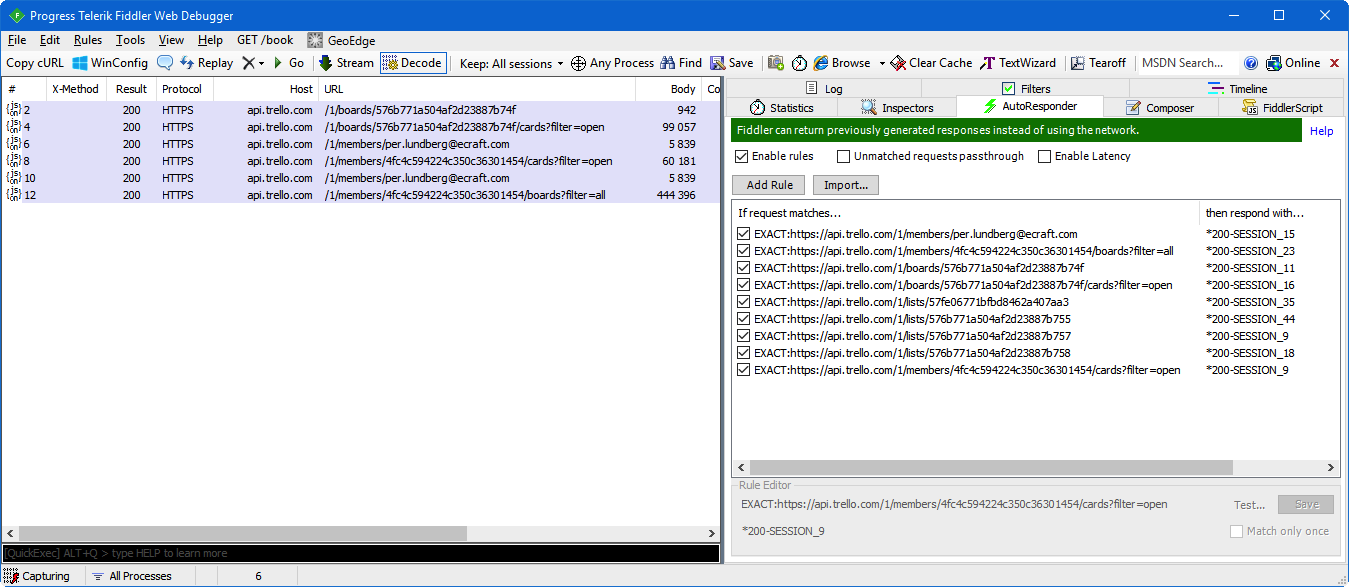 Progress Telerik Fiddler Web Debugger
File Edit Rules Tools View Help GET /book GeoEdge
Copy cURL WinConfig Replay Go Stream Decode Keep: All sessions Any Process Find Save Browse Clear Cache TextWizard Tearoff MSDN Search... Online
# X-Method Result Protocol Host URL Body Co
2 200 HTTPS api.trello.com /1/boards/576b771a504af2d23887b74f 942
4 200 HTTPS api.trello.com /1/boards/576b771a504af2d23887b74f/cards?filter=open 99 057
6 200 HTTPS api.trello.com /1/members/per.lundberg@ecraft.com 5 839
8 200 HTTPS api.trello.com /1/members/4fc4c594224c350c36301454/cards?filter=open 60 181
10 200 HTTPS api.trello.com /1/members/per.lundberg@ecraft.com 5 839
12 200 HTTPS api.trello.com /1/members/4fc4c594224c350c36301454/boards?filter=all 444 396
[QuickExec] ALT+Q > type HELP to learn more
Log Filters Timeline
Statistics Inspectors AutoResponder Composer FiddlerScript
Fiddler can return previously generated responses instead of using the network. Help
Enable rules Unmatched requests passthrough Enable Latency
Add Rule Import...
If request matches... then respond with...
EXACT:https://api.trello.com/1/members/per.lundberg@ecraft.com *200-SESSION_15
EXACT:https://api.trello.com/1/members/4fc4c594224c350c36301454/boards?filter=all *200-SESSION_23
EXACT:https://api.trello.com/1/boards/576b771a504af2d23887b74f *200-SESSION_11
EXACT:https://api.trello.com/1/boards/576b771a504af2d23887b74f/cards?filter=open *200-SESSION_16
EXACT:https://api.trello.com/1/lists/57fe06771bfbd8462a407aa3 *200-SESSION_35
EXACT:https://api.trello.com/1/lists/576b771a504af2d23887b755 *200-SESSION_44
EXACT:https://api.trello.com/1/lists/576b771a504af2d23887b757 *200-SESSION_9
EXACT:https://api.trello.com/1/lists/576b771a504af2d23887b758 *200-SESSION_18
EXACT:https://api.trello.com/1/members/4fc4c594224c350c36301454/cards?filter=open *200-SESSION_9
Rule Editor
EXACT:https://api.trello.com/1/members/4fc4c594224c350c36301454/cards?filter=open Test... Save
*200-SESSION_9 Match only once
Capturing All Processes 6